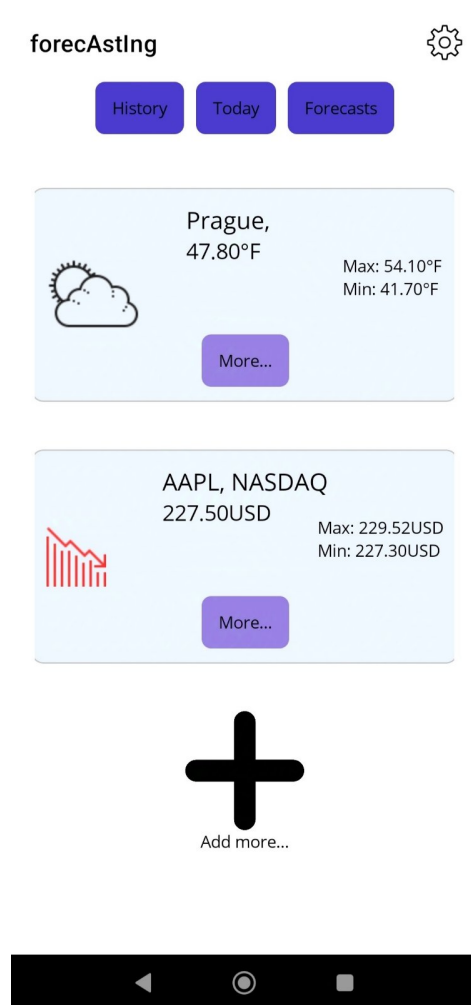 forecAstIng
History Today Forecasts
Prague,
47.80°F
Max: 54.10°F
Min: 41.70°F
More...
AAPL, NASDAQ
227.50USD
Max: 229.52USD
Min: 227.30USD
More...
Add more...